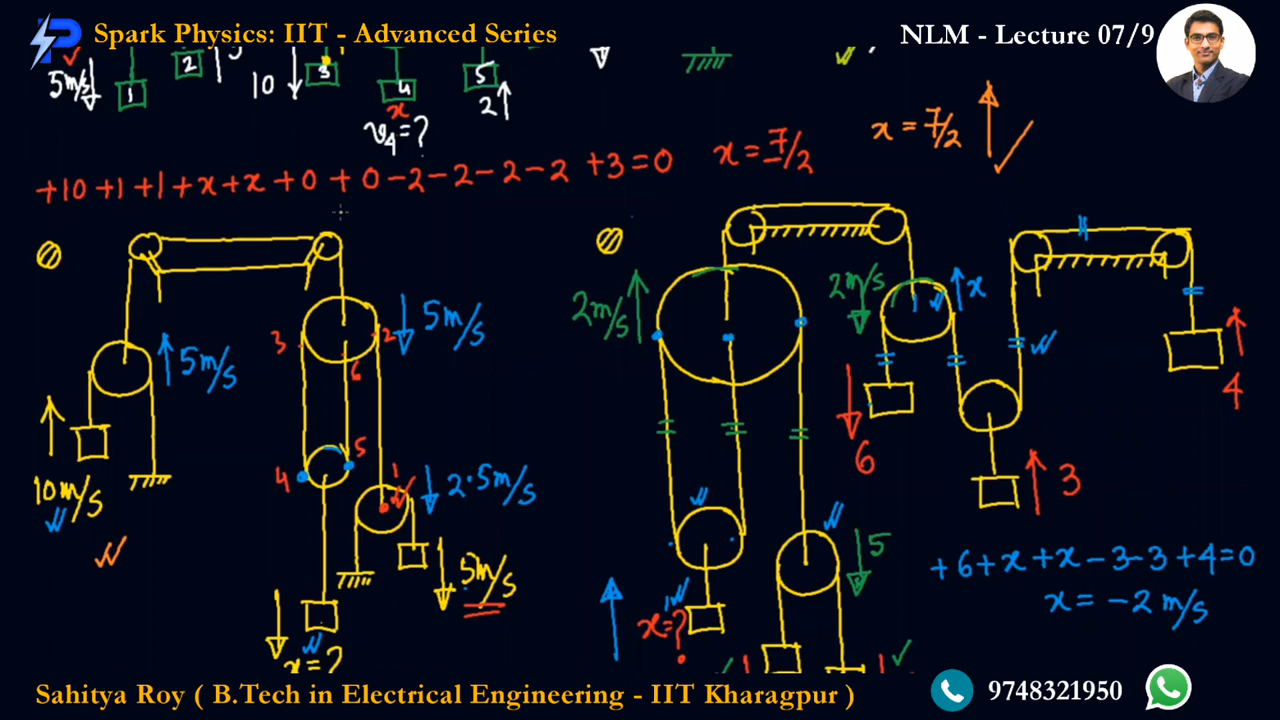 Spark Physics: IIT - Advanced Series
NLM - Lecture 07/9
5m/s
1
2
10
3
4
x
v4=?
5
2
x = 7/2
+10 +1 +1 +x +x +0 +0 -2 -2 -2 -2 +3 = 0
x = 7/2
5m/s
10m/s
3
2
6
5m/s
4
5
1
2.5m/s
5m/s
x = ?
2m/s
2m/s
x
6
3
4
5
x=?
1
1
+6+x+x-3-3+4=0
x = -2 m/s
Sahitya Roy ( B.Tech in Electrical Engineering - IIT Kharagpur )
9748321950